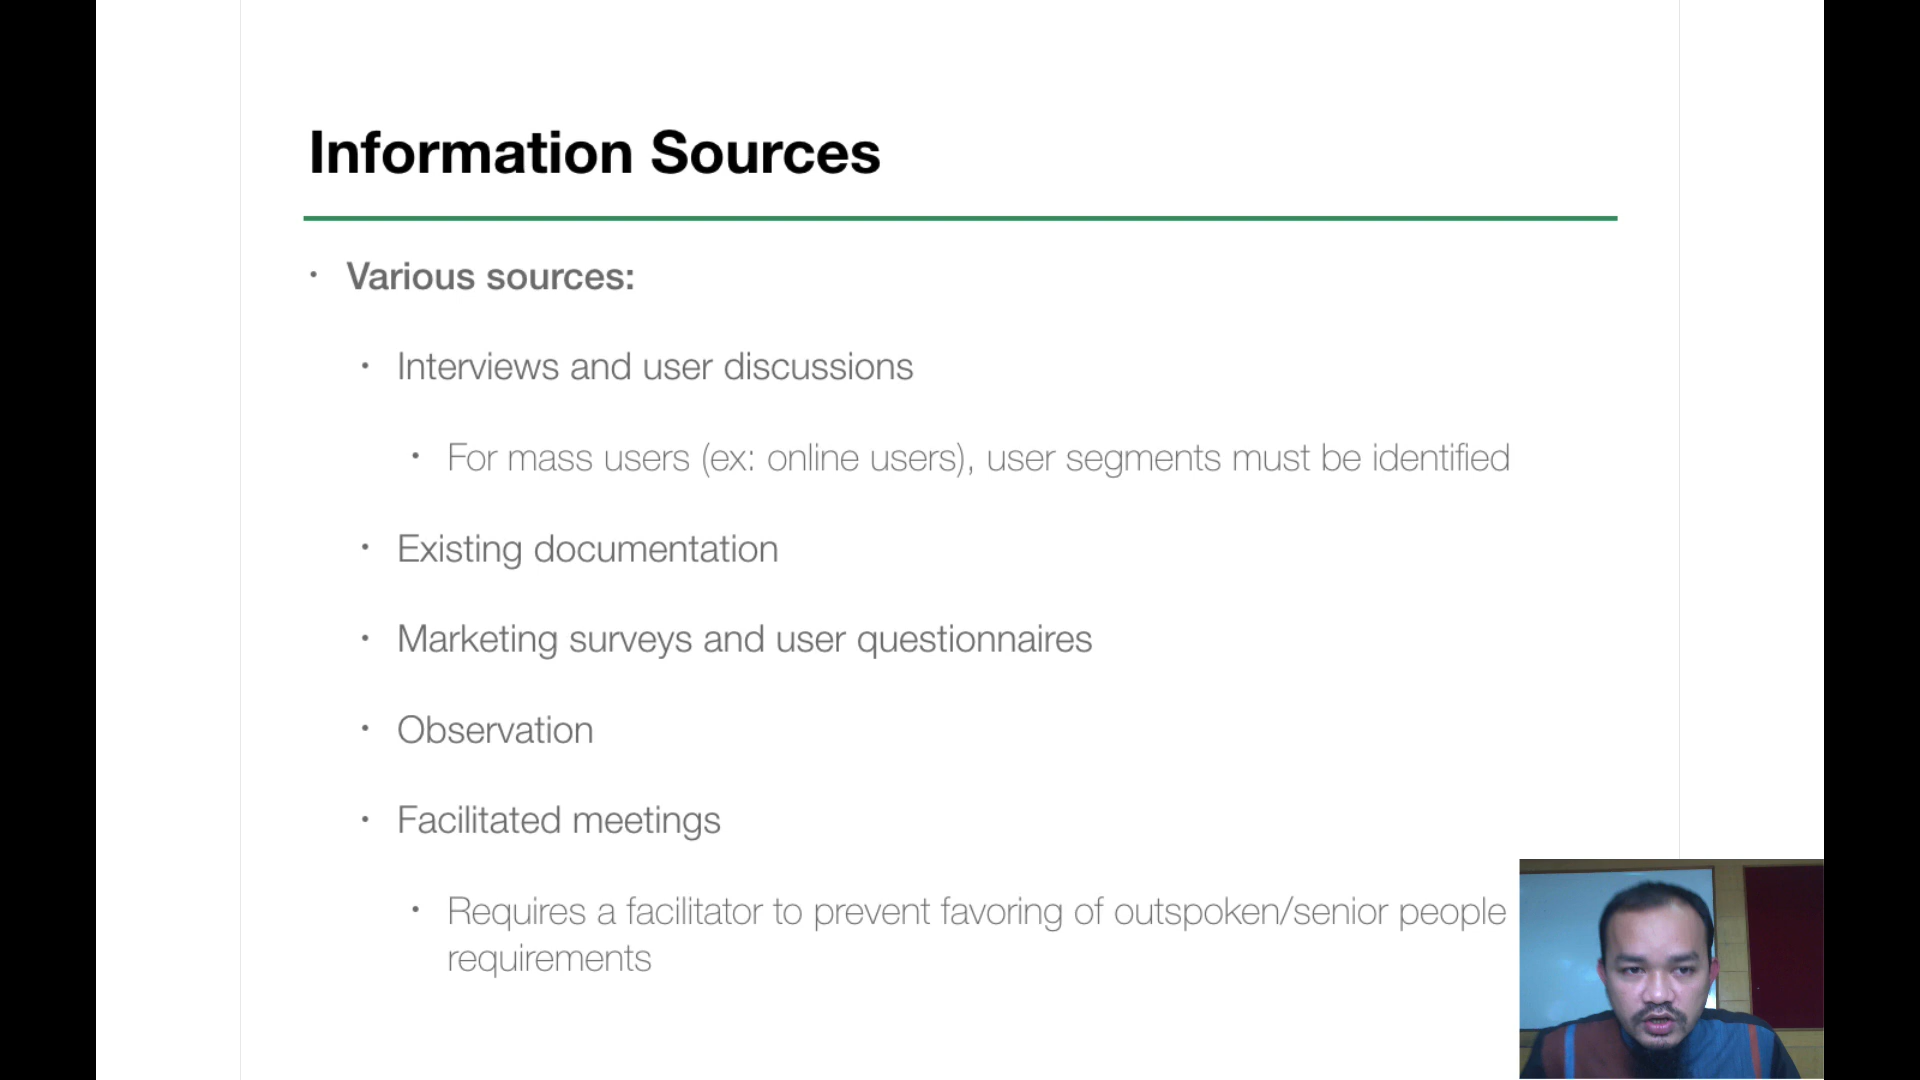 Information Sources
• Various sources:
• Interviews and user discussions
• For mass users (ex: online users), user segments must be identified
• Existing documentation
• Marketing surveys and user questionnaires
• Observation
• Facilitated meetings
• Requires a facilitator to prevent favoring of outspoken/senior people
requirements